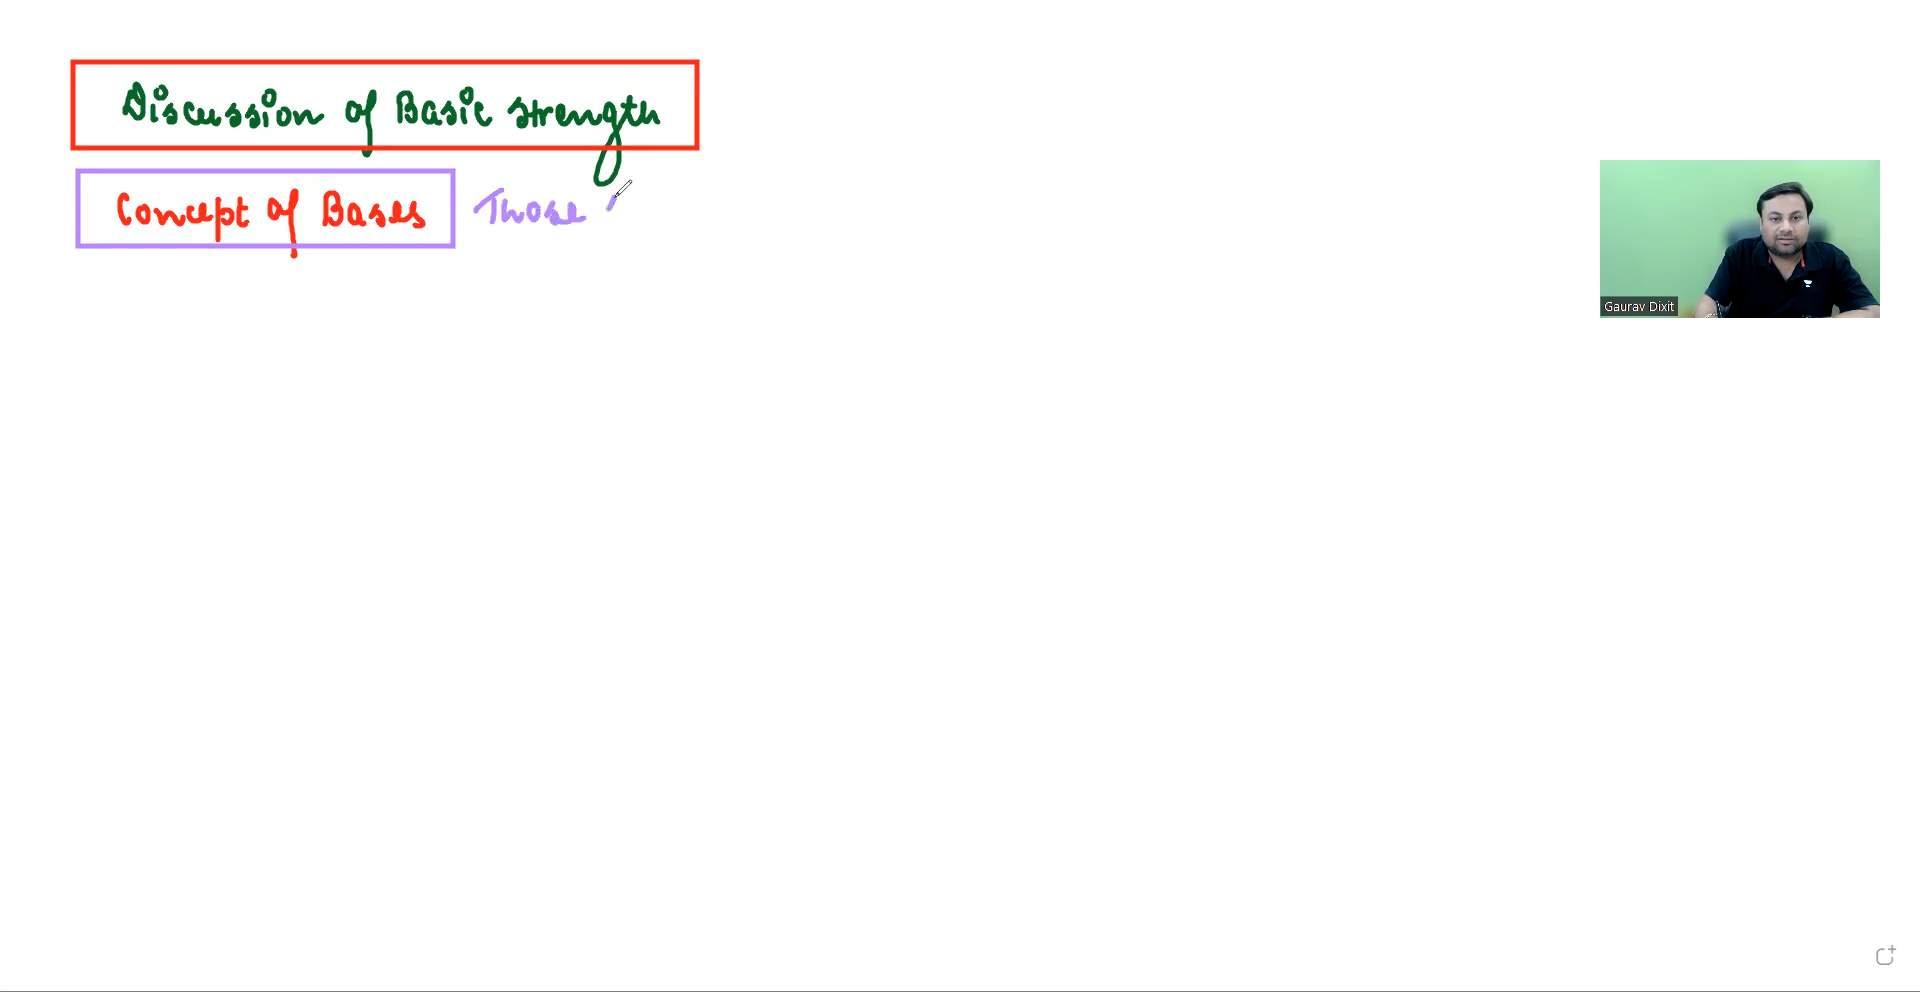 Discussion of Basic strength
Concept of Bases Those
Gaurav Dixit